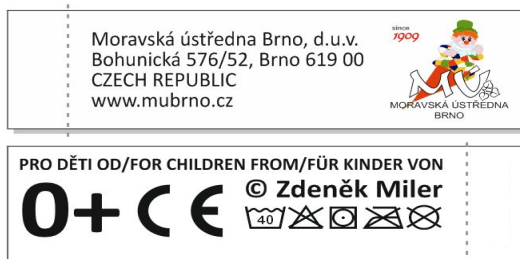 Moravská ústředna Brno, d.u.v.
Bohunická 576/52, Brno 619 00
CZECH REPUBLIC
www.mubrno.cz
since
1909
MÚ
MORAVSKÁ ÚSTŘEDNA
BRNO
PRO DĚTI OD/FOR CHILDREN FROM/FÜR KINDER VON
0+ CE
© Zdeněk Miler
40